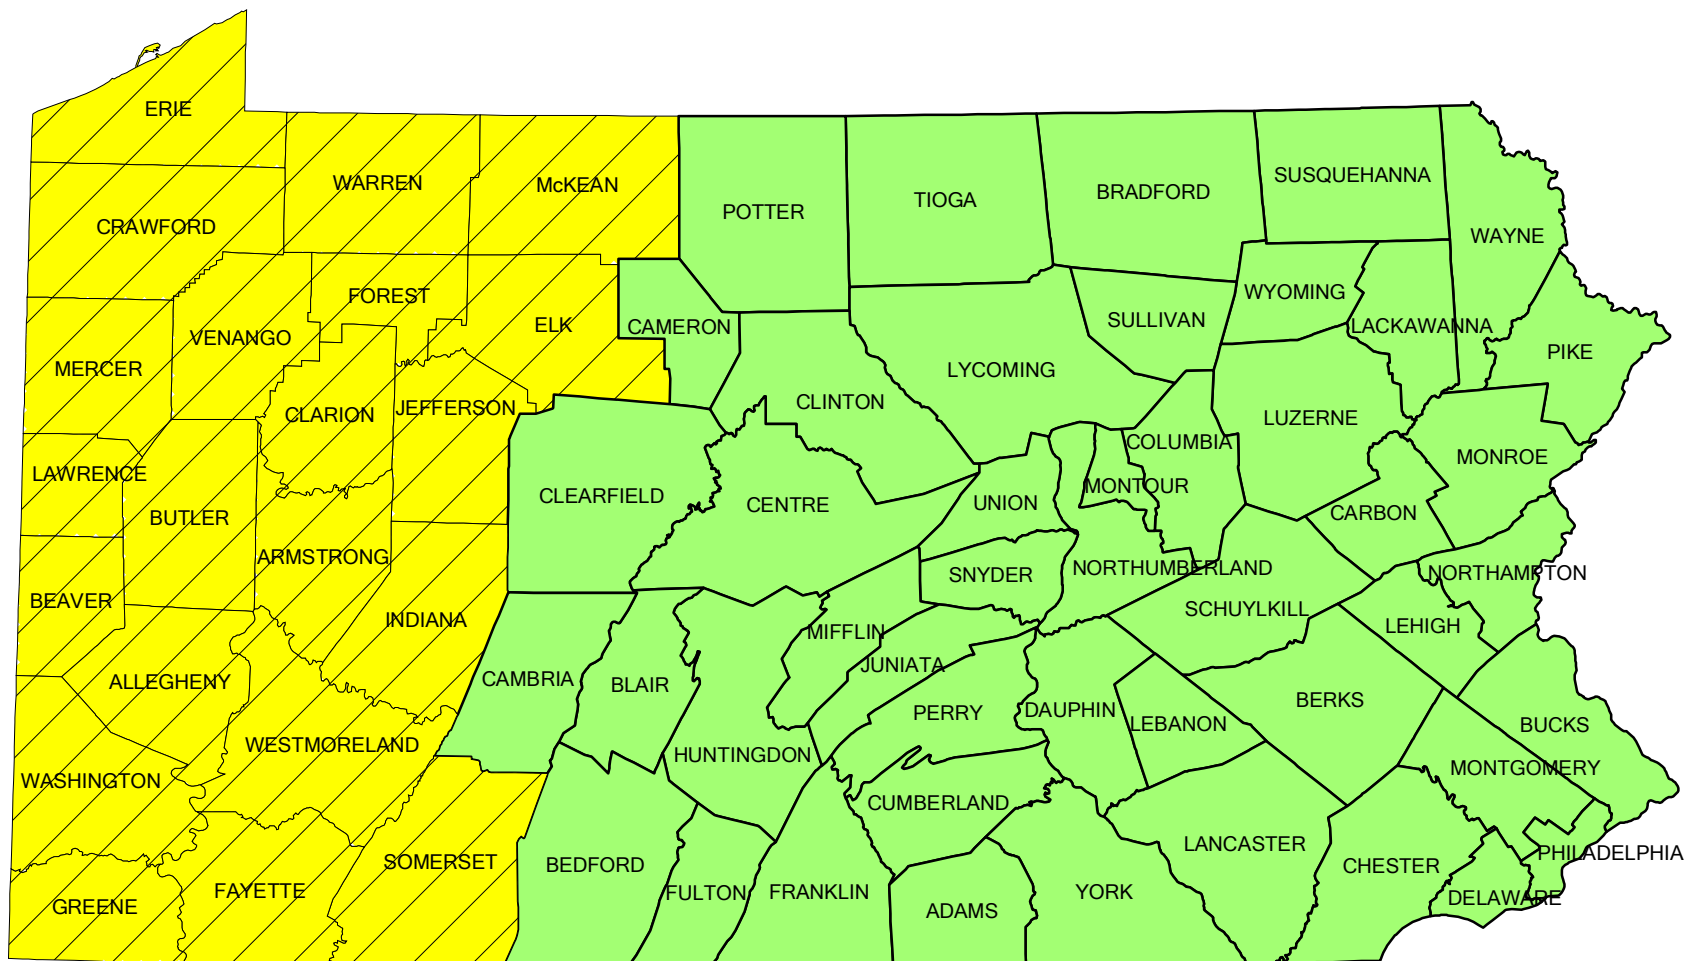 ERIE
WARREN
McKEAN
SUSQUEHANNA
BRADFORD
TIOGA
POTTER
CRAWFORD
WAYNE
WYOMING
FOREST
SULLIVAN
ELK
CAMERON
LACKAWANNA
VENANGO
PIKE
MERCER
LYCOMING
CLINTON
JEFFERSON
CLARION
LUZERNE
COLUMBIA
MONROE
LAWRENCE
MONTOUR
CLEARFIELD
UNION
CENTRE
CARBON
BUTLER
ARMSTRONG
NORTHUMBERLAND
NORTHAMPTON
SNYDER
BEAVER
SCHUYLKILL
INDIANA
LEHIGH
MIFFLIN
JUNIATA
CAMBRIA
ALLEGHENY
BLAIR
BERKS
DAUPHIN
PERRY
LEBANON
BUCKS
WESTMORELAND
HUNTINGDON
MONTGOMERY
WASHINGTON
CUMBERLAND
LANCASTER
PHILADELPHIA
SOMERSET
BEDFORD
CHESTER
FAYETTE
FULTON
FRANKLIN
YORK
DELAWARE
GREENE
ADAMS